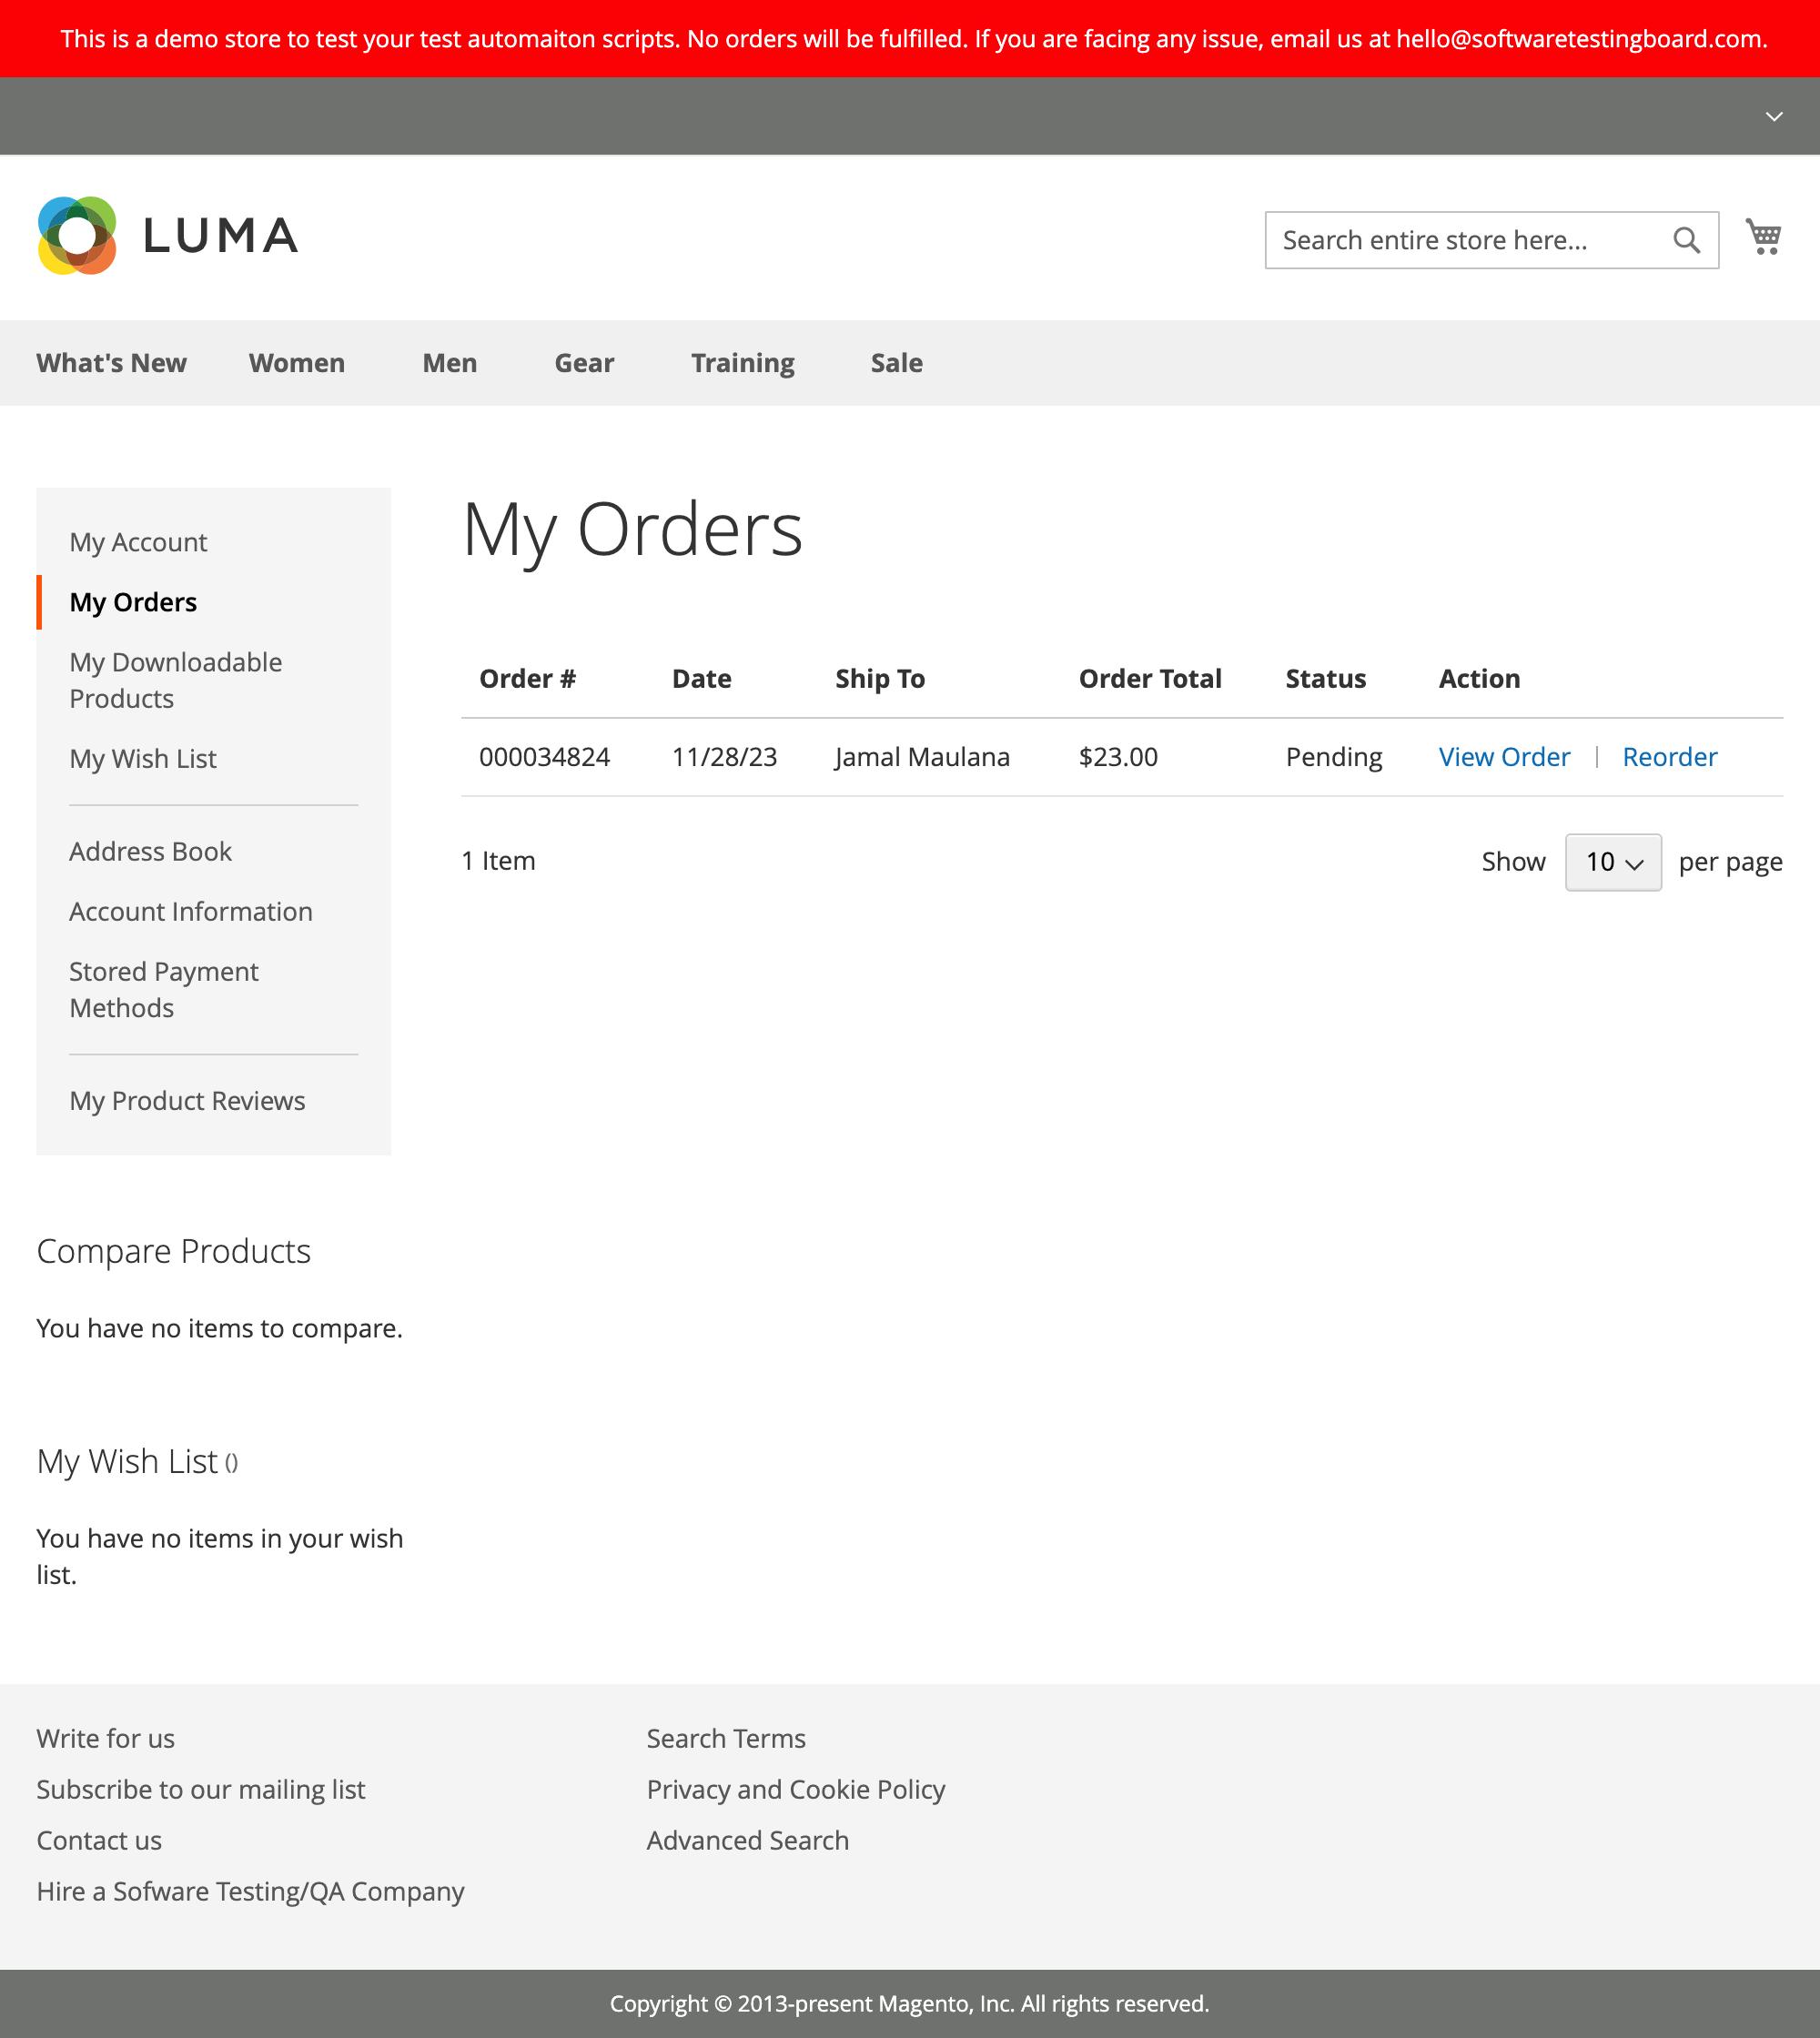 This is a demo store to test your test automaiton scripts. No orders will be fulfilled. If you are facing any issue, email us at hello@softwaretestingboard.com.
LUMA
Search entire store here...
What's New Women Men Gear Training Sale
My Account
My Orders
My Downloadable
Products
My Wish List
Address Book
Account Information
Stored Payment
Methods
My Product Reviews
My Orders
Order # Date Ship To Order Total Status Action
000034824 11/28/23 Jamal Maulana $23.00 Pending View Order | Reorder
1 Item
Show 10 per page
Compare Products
You have no items to compare.
My Wish List ()
You have no items in your wish
list.
Write for us
Subscribe to our mailing list
Contact us
Hire a Sofware Testing/QA Company
Search Terms
Privacy and Cookie Policy
Advanced Search
Copyright © 2013-present Magento, Inc. All rights reserved.